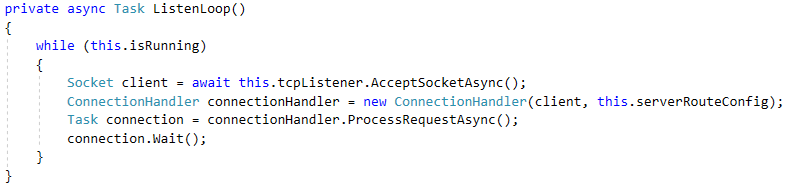 private async Task ListenLoop()
{
    while (this.isRunning)
    {
        Socket client = await this.tcpListener.AcceptSocketAsync();
        ConnectionHandler connectionHandler = new ConnectionHandler(client, this.serverRouteConfig);
        Task connection = connectionHandler.ProcessRequestAsync();
        connection.Wait();
    }
}